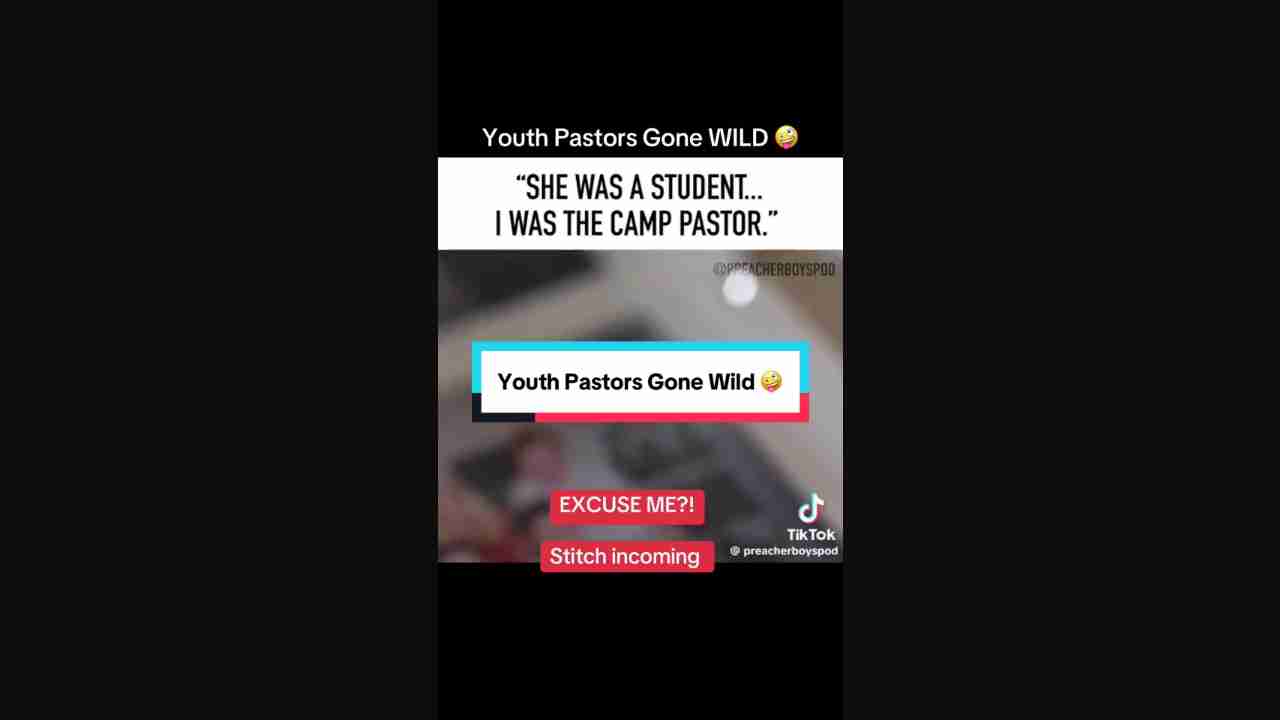 Youth Pastors Gone WILD 🤪
“SHE WAS A STUDENT...
I WAS THE CAMP PASTOR.”
@PREACHERBOYSPOD
Youth Pastors Gone Wild 🤪
EXCUSE ME?!
Stitch incoming
TikTok
@ preacherboyspod